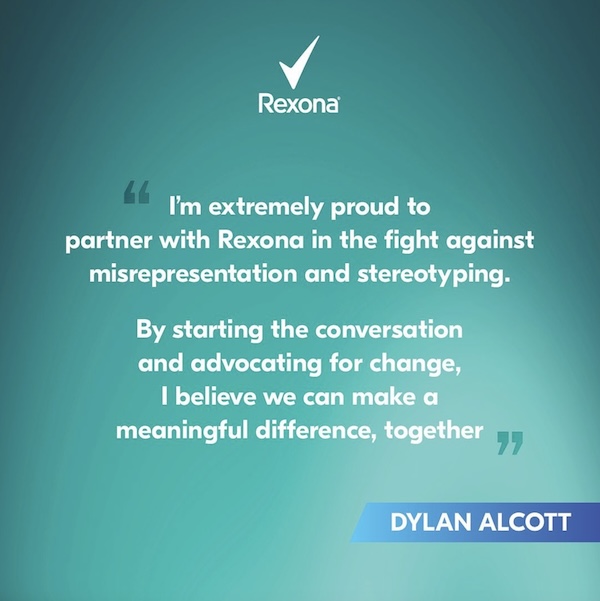 Rexona
“ I’m extremely proud to
partner with Rexona in the fight against
misrepresentation and stereotyping.
By starting the conversation
and advocating for change,
I believe we can make a
meaningful difference, together ”
DYLAN ALCOTT